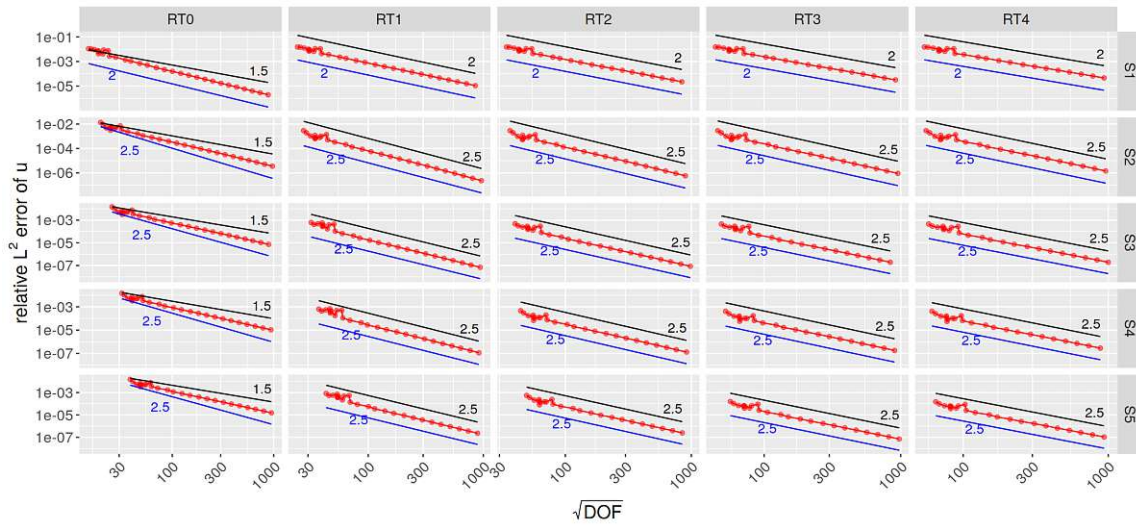 RT0 RT1 RT2 RT3 RT4
relative L² error of u
1e-01
1e-03
1e-05
1.5 2 2 2 2
2 2 2 2 2
S1
1e-02
1e-04
1e-06
1.5 2.5 2.5 2.5 2.5
2.5 2.5 2.5 2.5 2.5
S2
1e-03
1e-05
1e-07
1.5 2.5 2.5 2.5 2.5
2.5 2.5 2.5 2.5 2.5
S3
1e-03
1e-05
1e-07
1.5 2.5 2.5 2.5 2.5
2.5 2.5 2.5 2.5 2.5
S4
1e-03
1e-05
1e-07
1.5 2.5 2.5 2.5 2.5
2.5 2.5 2.5 2.5 2.5
S5
30 100 300 1000 30 100 300 1000 30 100 300 1000 100 300 1000 100 300 1000
√DOF